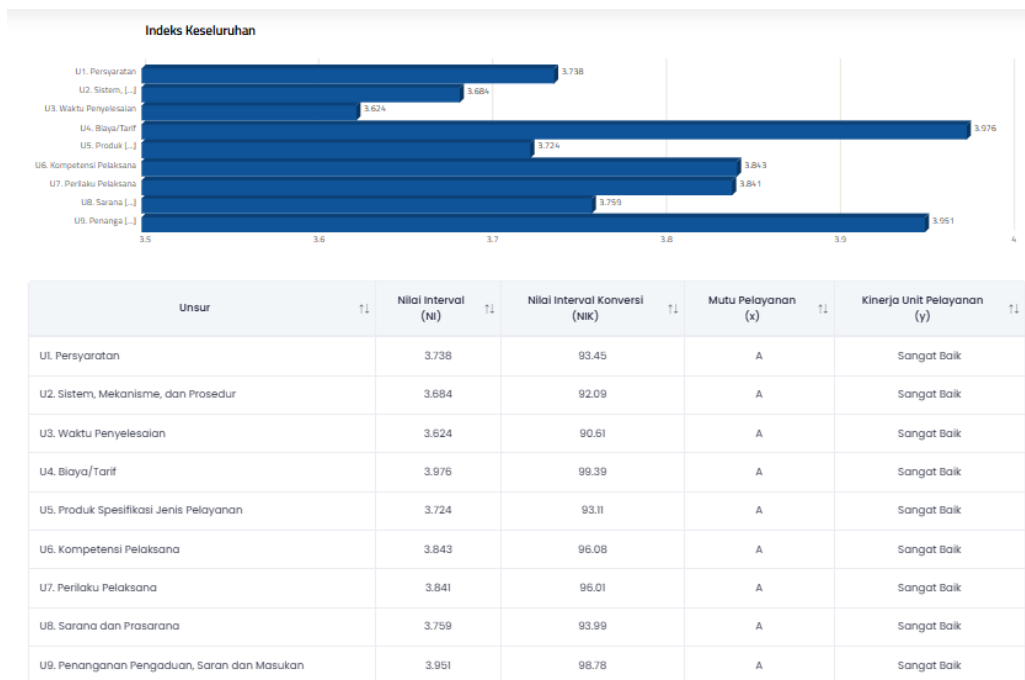 Indeks Keseluruhan
U1. Persyaratan 3.738
U2. Sistem, [...] 3.684
U3. Waktu Penyelesaian 3.624
U4. Biaya/Tarif 3.976
U5. Produk [...] 3.724
U6. Kompetensi Pelaksana 3.843
U7. Perilaku Pelaksana 3.841
U8. Sarana [...] 3.759
U9. Penanga [...] 3.951
3.5 3.6 3.7 3.8 3.9 4
Unsur ↑↓ Nilai Interval (NI) ↑↓ Nilai Interval Konversi (NIK) ↑↓ Mutu Pelayanan (x) ↑↓ Kinerja Unit Pelayanan (y) ↑↓
U1. Persyaratan 3.738 93.45 A Sangat Baik
U2. Sistem, Mekanisme, dan Prosedur 3.684 92.09 A Sangat Baik
U3. Waktu Penyelesaian 3.624 90.61 A Sangat Baik
U4. Biaya/Tarif 3.976 99.39 A Sangat Baik
U5. Produk Spesifikasi Jenis Pelayanan 3.724 93.11 A Sangat Baik
U6. Kompetensi Pelaksana 3.843 96.08 A Sangat Baik
U7. Perilaku Pelaksana 3.841 96.01 A Sangat Baik
U8. Sarana dan Prasarana 3.759 93.99 A Sangat Baik
U9. Penanganan Pengaduan, Saran dan Masukan 3.951 98.78 A Sangat Baik